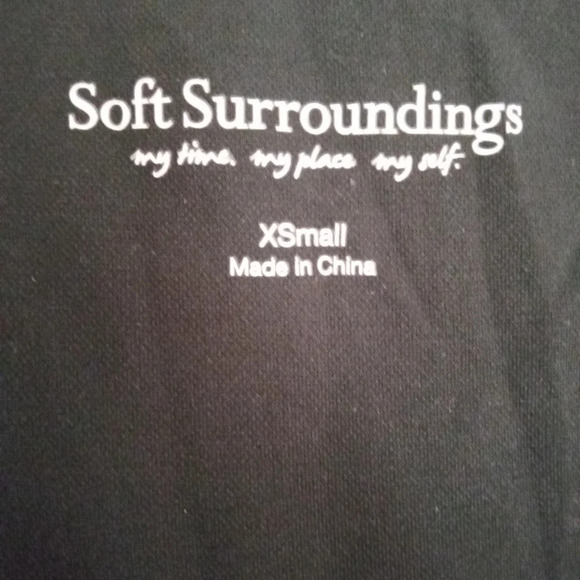 Soft Surroundings
my time. my place my self.
XSmall
Made In China